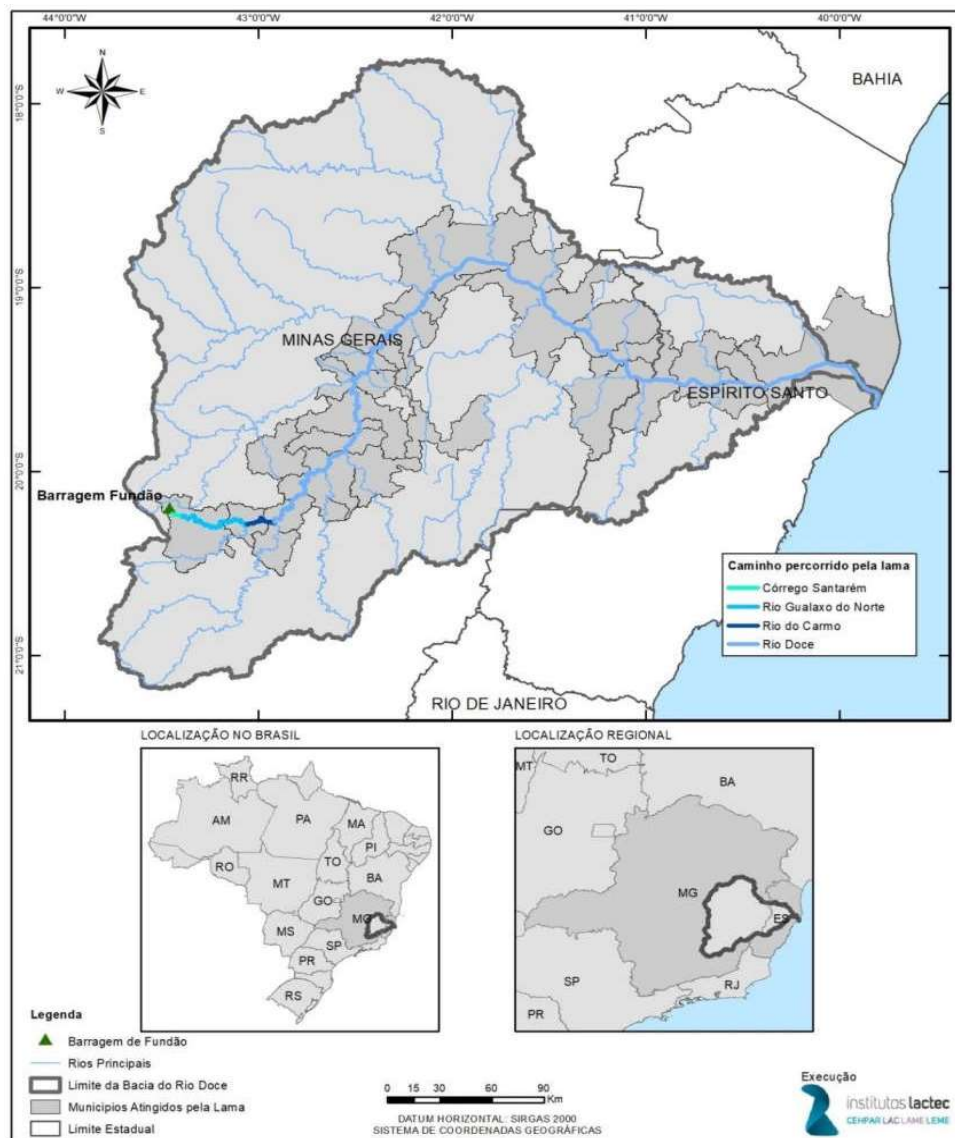 44°0'0"W 43°0'0"W 42°0'0"W 41°0'0"W 40°0'0"W
N
W E
S
18°0'0"S
19°0'0"S
20°0'0"S
21°0'0"S
BAHIA
MINAS GERAIS
ESPÍRITO SANTO
Barragem Fundão
RIO DE JANEIRO
Caminho percorrido pela lama
Córrego Santarém
Rio Gualaxo do Norte
Rio do Carmo
Rio Doce
LOCALIZAÇÃO NO BRASIL
RR
AM
PA
MA
PI
TO
RO
BA
MT
GO
MG
MS
SP
PR
RS
LOCALIZAÇÃO REGIONAL
MT
TO
BA
GO
MG
ES
SP
RJ
PR
Legenda
Barragem de Fundão
Rios Principais
Limite da Bacia do Rio Doce
Municipios Atingidos pela Lama
Limite Estadual
0 15 30 60 90
Km
DATUM HORIZONTAL: SIRGAS 2000
SISTEMA DE COORDENADAS GEOGRÁFICAS
Execução
institutos lactec
CEHPAR LAC LAME LEME